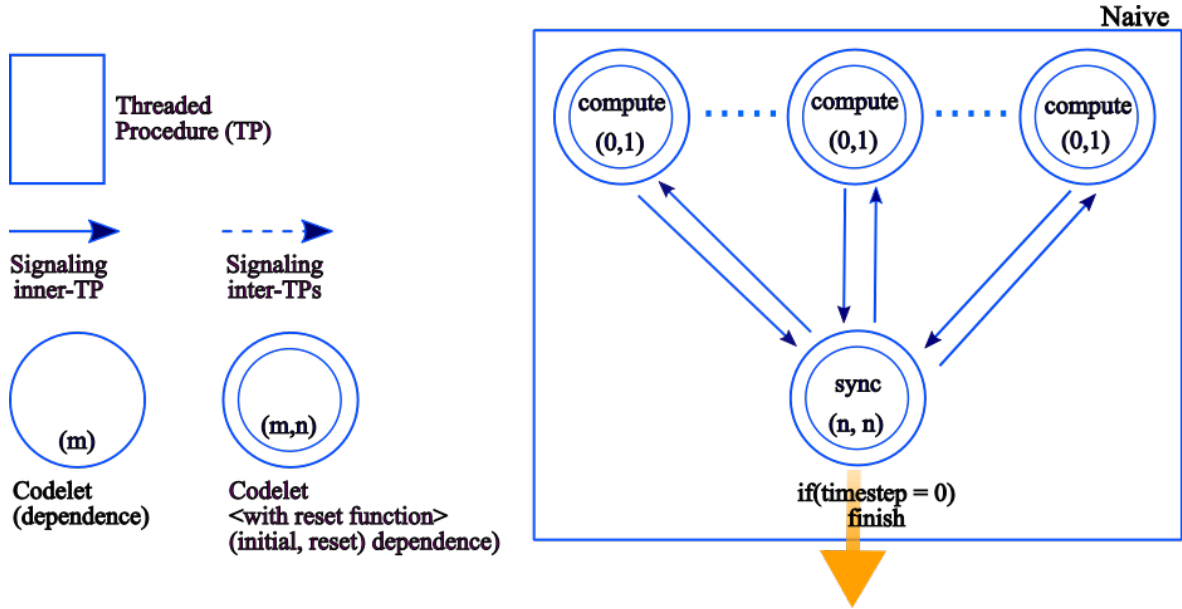 Threaded
Procedure (TP)
Signaling
inner-TP
Signaling
inter-TPs
(m)
Codelet
(dependence)
(m,n)
Codelet
<with reset function>
(initial, reset) dependence)
Naive
compute
(0,1)
compute
(0,1)
compute
(0,1)
sync
(n, n)
if(timestep = 0)
finish